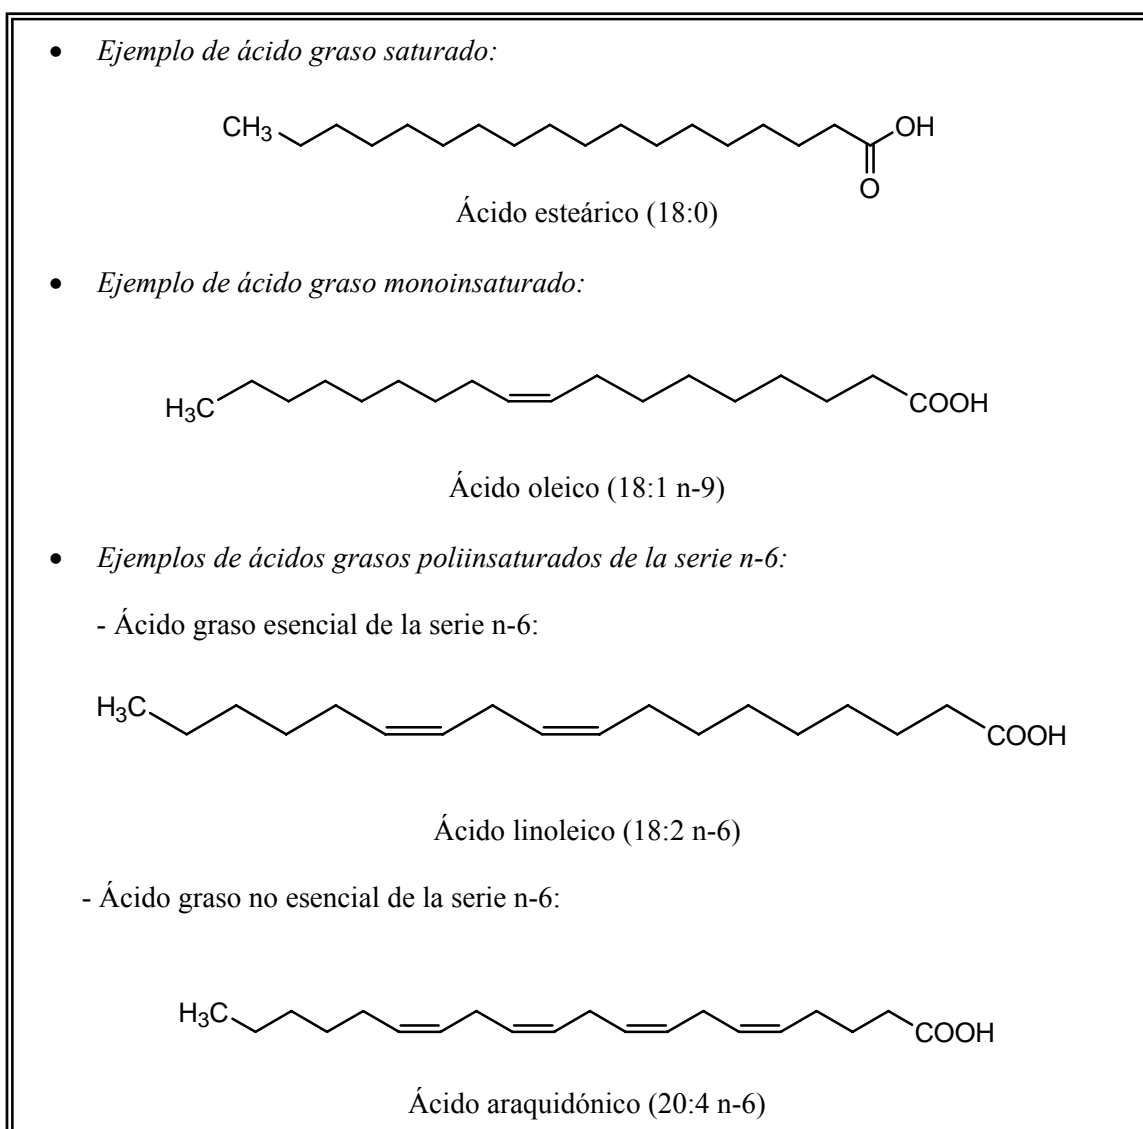 • Ejemplo de ácido graso saturado:
CH3
OH
O
Ácido esteárico (18:0)
• Ejemplo de ácido graso monoinsaturado:
H3C
COOH
Ácido oleico (18:1 n-9)
• Ejemplos de ácidos grasos poliinsaturados de la serie n-6:
- Ácido graso esencial de la serie n-6:
H3C
COOH
Ácido linoleico (18:2 n-6)
- Ácido graso no esencial de la serie n-6:
H3C
COOH
Ácido araquidónico (20:4 n-6)